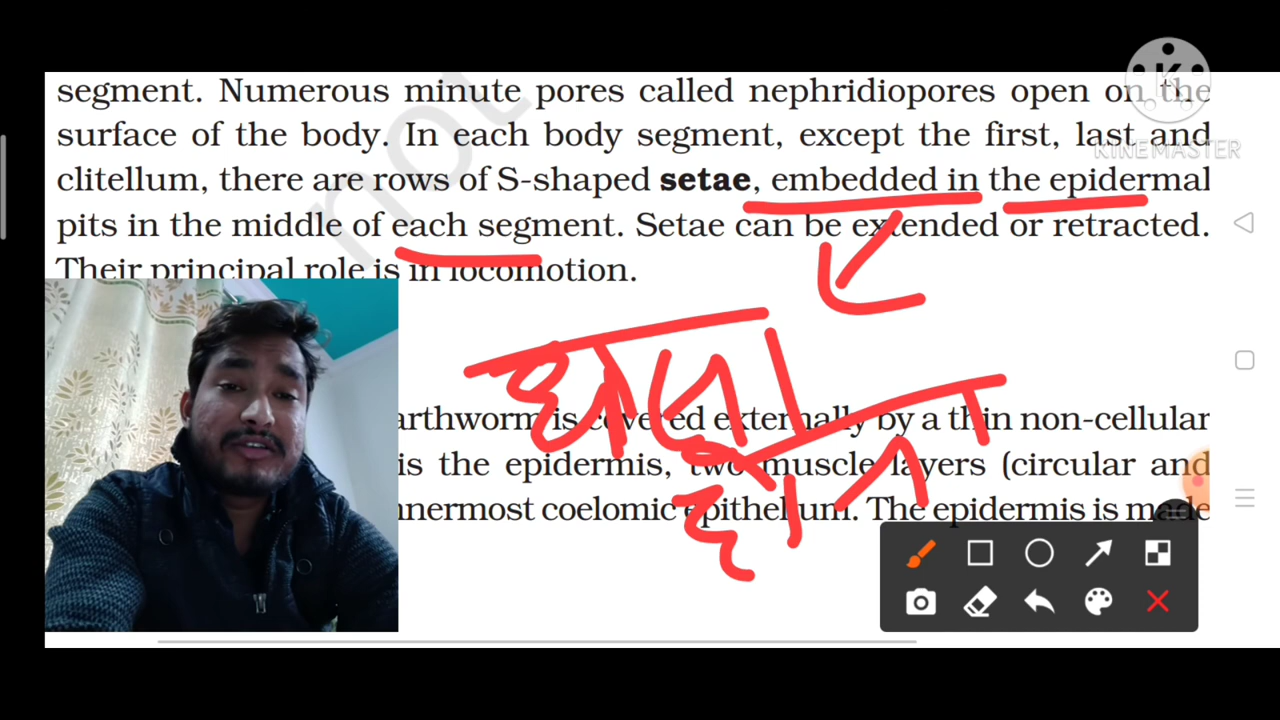 segment. Numerous minute pores called nephridiopores open on the
surface of the body. In each body segment, except the first, last and
clitellum, there are rows of S-shaped setae, embedded in the epidermal
pits in the middle of each segment. Setae can be extended or retracted.
Their principal role is in locomotion.
arthworm is covered externally by a thin non-cellular
is the epidermis, two muscle layers (circular and
nnermost coelomic epithelium. The epidermis is made
not
KINEMASTER